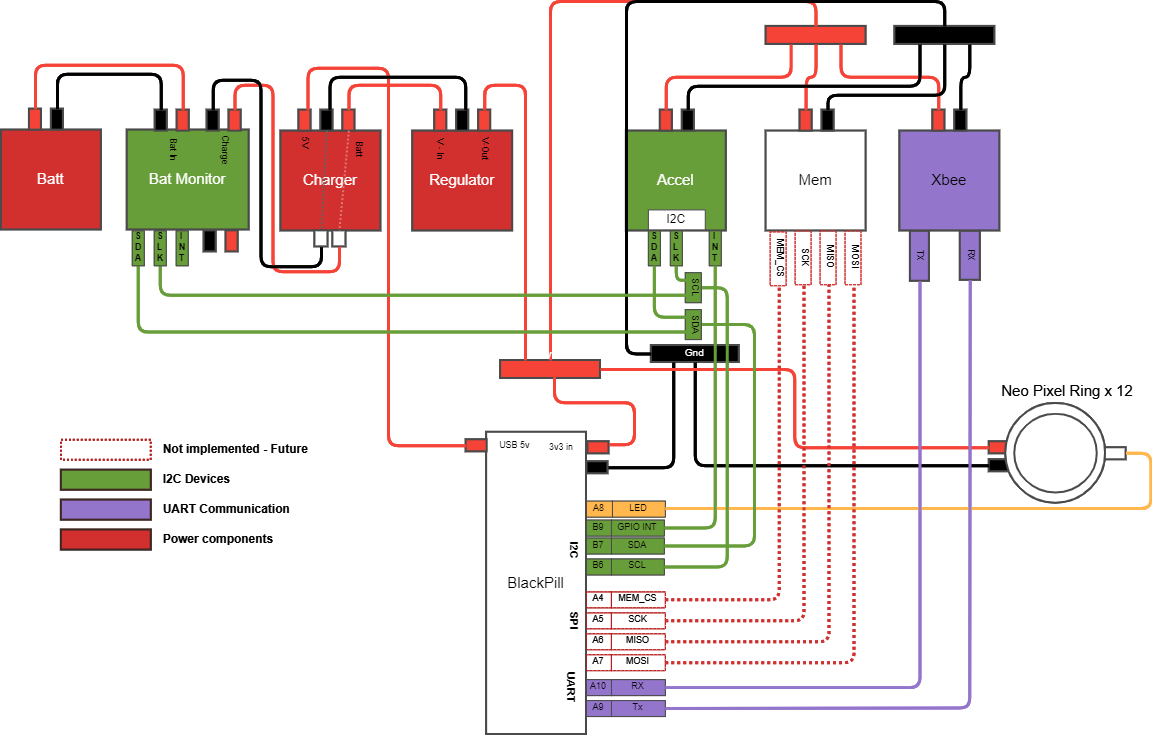 Batt
Bat Monitor
Bat In
Charge
SDA
SLK
INT
Charger
5V
Batt
Regulator
V - In
V-Out
Accel
I2C
SDA
SLK
INT
SCL
SDA
Gnd
Mem
MEM_CS
SCK
MISO
MOSI
Xbee
TX
RX
Neo Pixel Ring x 12
USB 5v
3v3 in
Not implemented - Future
I2C Devices
UART Communication
Power components
BlackPill
I2C
SPI
UART
A8 LED
B9 GPIO INT
B7 SDA
B6 SCL
A4 MEM_CS
A5 SCK
A6 MISO
A7 MOSI
A10 RX
A9 Tx